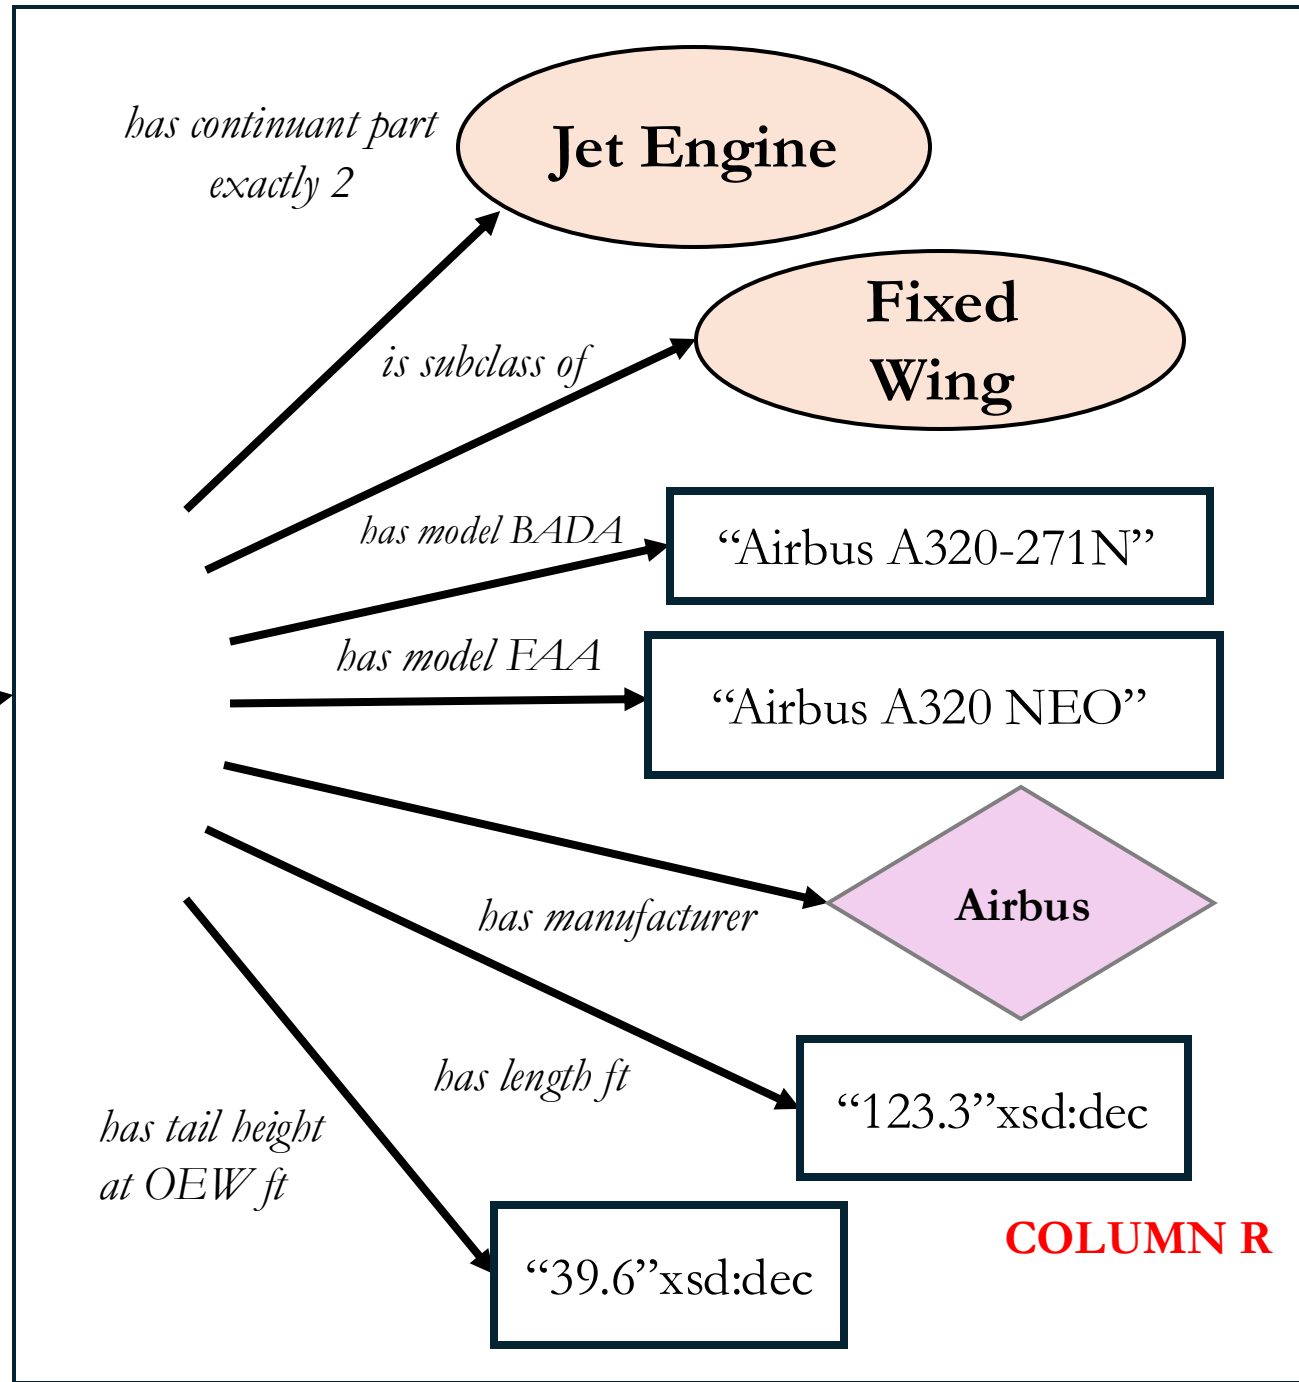 has continuant part
exactly 2
Jet Engine
Fixed
Wing
is subclass of
has model BADA
“Airbus A320-271N”
has model FAA
“Airbus A320 NEO”
has manufacturer
Airbus
has length ft
“123.3”xsd:dec
has tail height
at OEW ft
“39.6”xsd:dec
COLUMN R